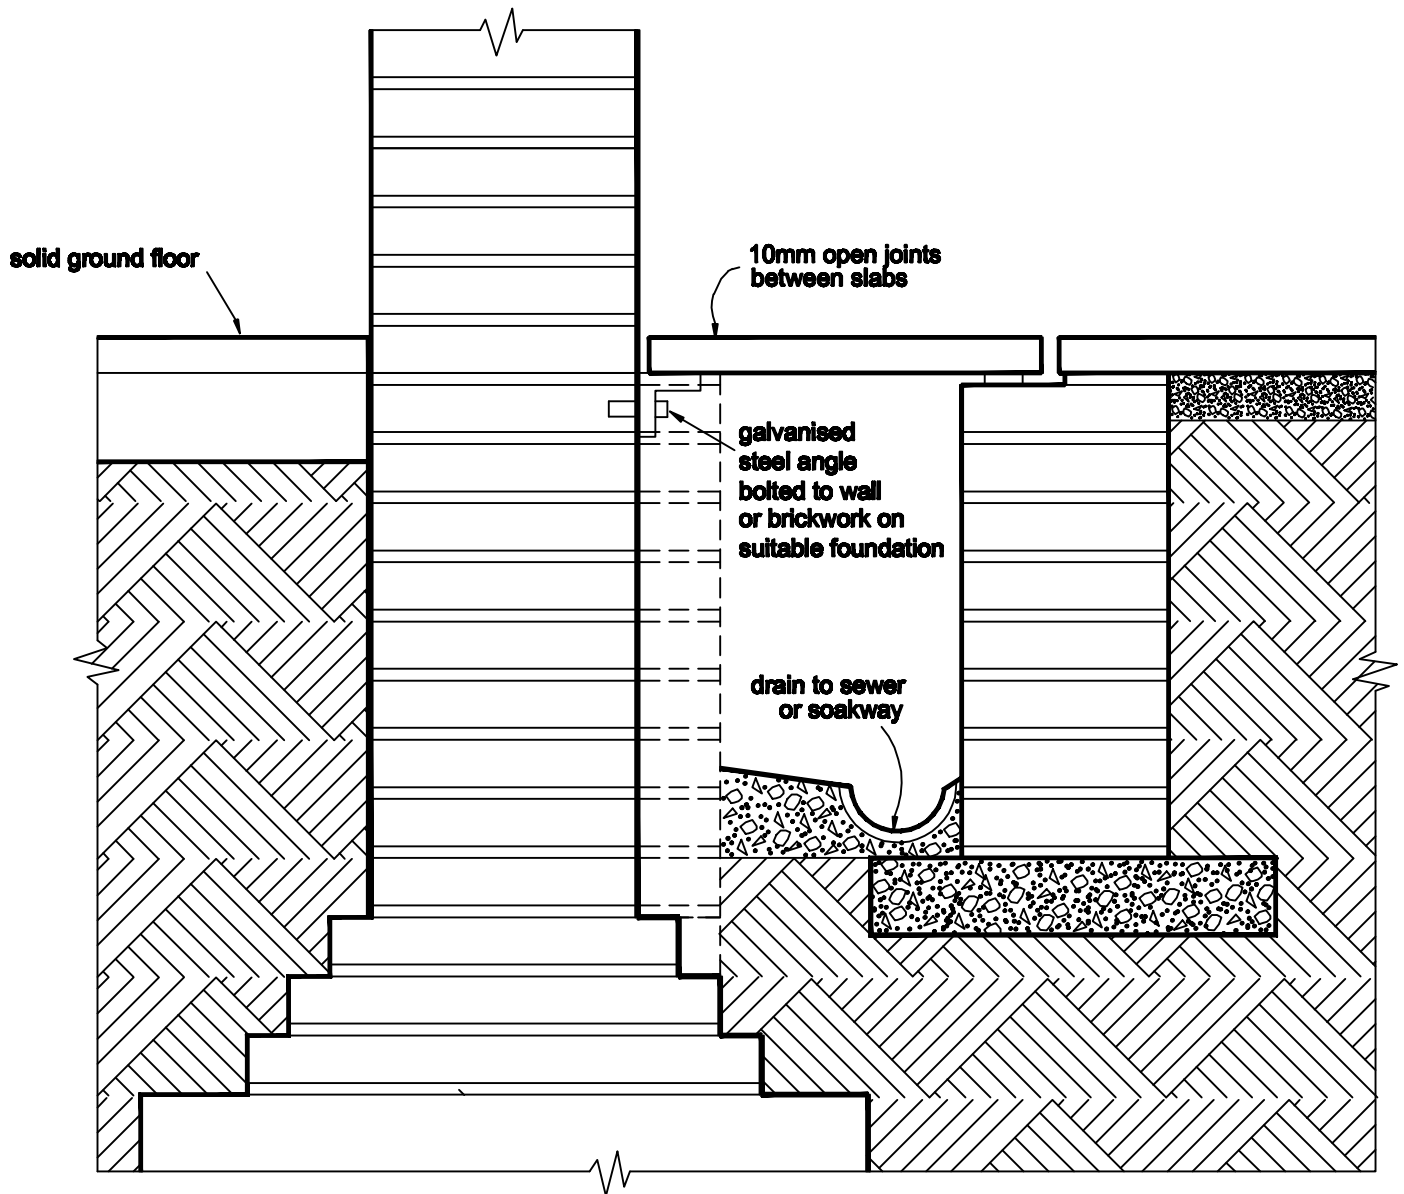 solid ground floor
10mm open joints
between slabs
galvanised
steel angle
bolted to wall
or brickwork on
suitable foundation
drain to sewer
or soakway